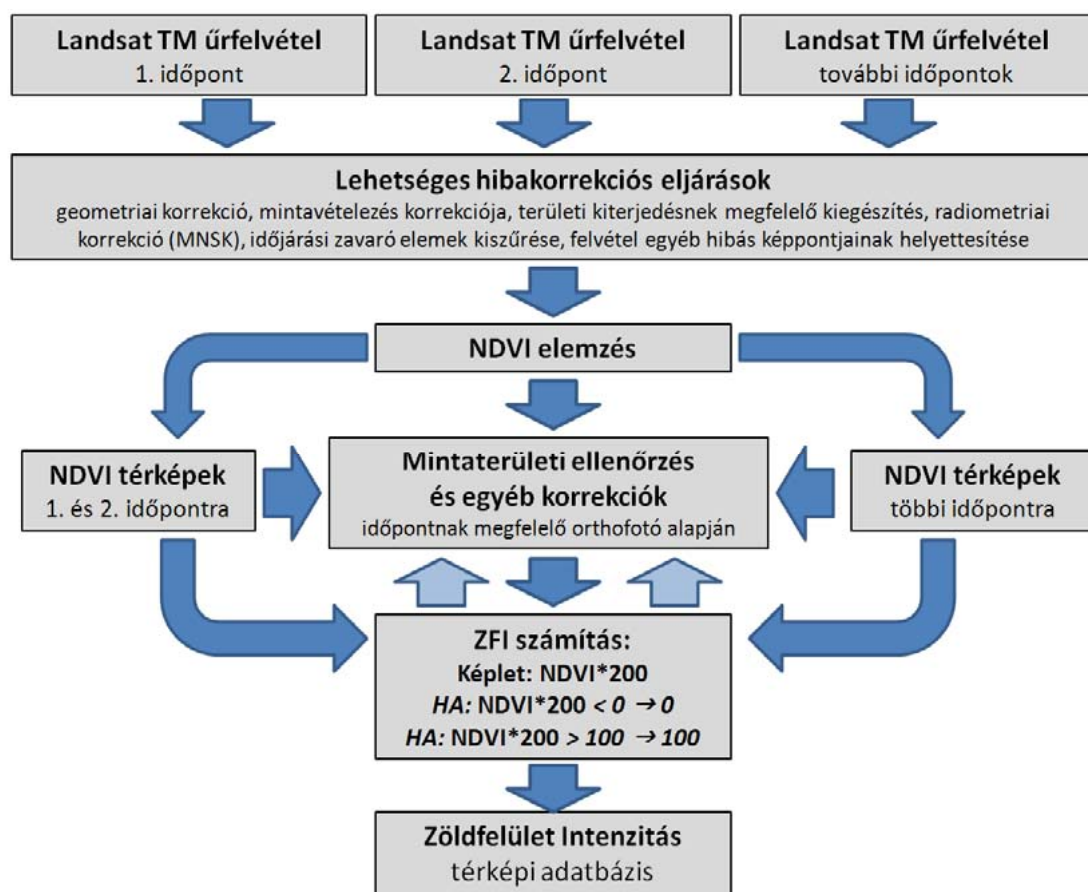 Landsat TM űrfelvétel
1. időpont
Landsat TM űrfelvétel
2. időpont
Landsat TM űrfelvétel
további időpontok
Lehetséges hibakorrekciós eljárások
geometriai korrekció, mintavételezés korrekciója, területi kiterjedésnek megfelelő kiegészítés, radiometriai
korrekció (MNSK), időjárási zavaró elemek kiszűrése, felvétel egyéb hibás képpontjainak helyettesítése
NDVI elemzés
NDVI térképek
1. és 2. időpontra
Mintaterületi ellenőrzés
és egyéb korrekciók
időpontnak megfelelő orthofotó alapján
NDVI térképek
többi időpontra
ZFI számítás:
Képlet: NDVI*200
HA: NDVI*200 < 0 → 0
HA: NDVI*200 > 100 → 100
Zöldfelület Intenzitás
térképi adatbázis